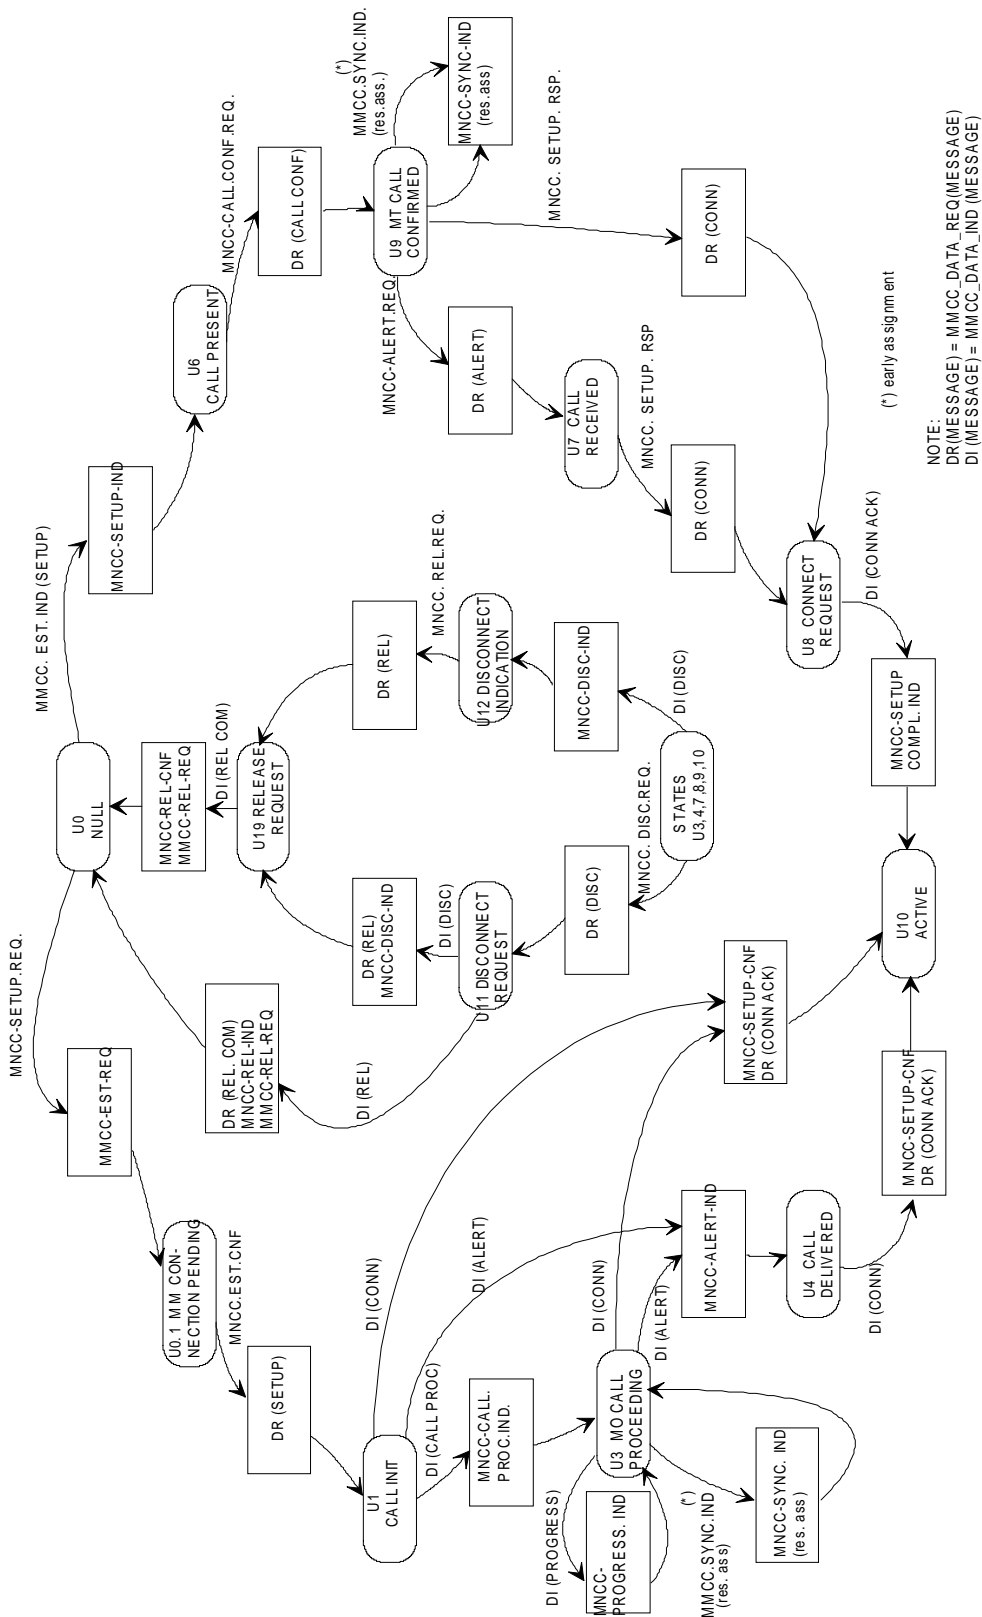 MNCC-SETUP.REQ.
MMCC. EST. IND (SETUP)
U0
NULL
MMCC-EST-REQ
MNCC-SETUP-IND
U0.1 MM CON-
NECTION PENDING
MNCC.EST.CNF
DR (REL. COM)
MNCC-REL-IND
MMCC-REL-REQ
MNCC-REL-CNF
MMCC-REL-REQ
DI (REL COM)
U6
CALL PRESENT
MNCC-CALL.CONF.REQ.
DR (SETUP)
DI (REL)
U19 RELEASE
REQUEST
DR (CALL CONF)
U1
CALL INIT
DI (CONN)
DR (REL)
MNCC-DISC-IND
DI (DISC)
DR (REL)
MNCC. REL.REQ.
MNCC-ALERT.REQ.
U9 MT CALL
CONFIRMED
(*)
MMCC.SYNC.IND.
(res.ass.)
MNCC-SYNC-IND
(res.ass)
DI (CALL PROC)
DI (ALERT)
U11 DISCONNECT
REQUEST
U12 DISCONNECT
INDICATION
DR (ALERT)
MNCC-CALL.
PROC.IND.
DR (DISC)
MNCC-DISC-IND
U7 CALL
RECEIVED
MNCC. SETUP. RSP.
DI (PROGRESS)
U3 MO CALL
PROCEEDING
DI (CONN)
DI (ALERT)
MNCC. DISC.REQ.
STATES
U3,4,7,8,9,10
DI (DISC)
MNCC. SETUP. RSP
MNCC-
PROGRESS. IND
(*)
MMCC.SYNC.IND
(res. ass)
MNCC-ALERT-IND
MNCC-SETUP-CNF
DR (CONN ACK)
DR (CONN)
DR (CONN)
MNCC-SYNC. IND
(res. ass)
U4 CALL
DELIVERED
DI (CONN)
U8 CONNECT
REQUEST
DI (CONN ACK)
MNCC-SETUP-CNF
DR (CONN ACK)
U10
ACTIVE
MNCC-SETUP
COMPL. IND
(*) early assignment
NOTE:
DR(MESSAGE) = MMCC_DATA_REQ(MESSAGE)
DI (MESSAGE) = MMCC_DATA_IND (MESSAGE)